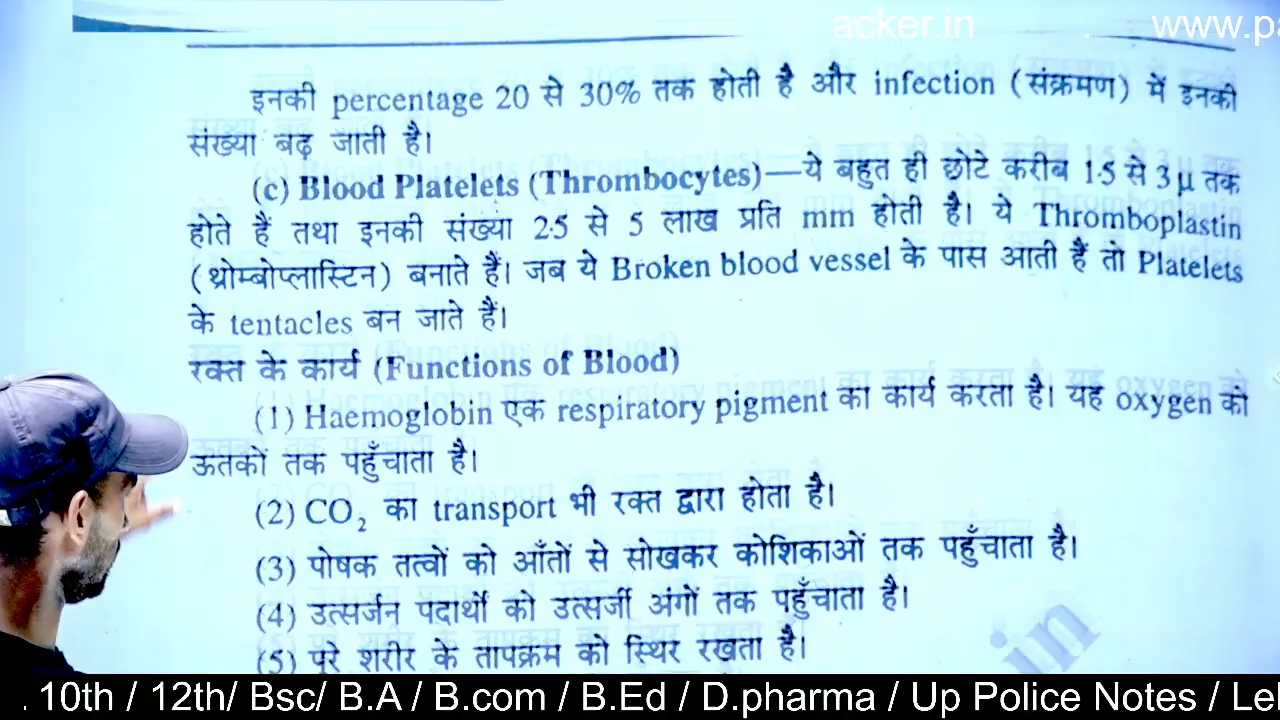 acker.in . www.pa
इनकी percentage 20 से 30% तक होती है और infection (संक्रमण) में इनकी
संख्या बढ़ जाती है।
(c) Blood Platelets (Thrombocytes)—ये बहुत ही छोटे करीब 1·5 से 3 μ तक
होते हैं तथा इनकी संख्या 2·5 से 5 लाख प्रति mm होती है। ये Thromboplastin
(थ्रोम्बोप्लास्टिन) बनाते हैं। जब ये Broken blood vessel के पास आती हैं तो Platelets
के tentacles बन जाते हैं।
रक्त के कार्य (Functions of Blood)
(1) Haemoglobin एक respiratory pigment का कार्य करता है। यह oxygen को
ऊतकों तक पहुँचाता है।
(2) CO₂ का transport भी रक्त द्वारा होता है।
(3) पोषक तत्वों को आँतों से सोखकर कोशिकाओं तक पहुँचाता है।
(4) उत्सर्जन पदार्थों को उत्सर्जी अंगों तक पहुँचाता है।
(5) पूरे शरीर के तापक्रम को स्थिर रखता है।
in
. 10th / 12th/ Bsc/ B.A / B.com / B.Ed / D.pharma / Up Police Notes / Le